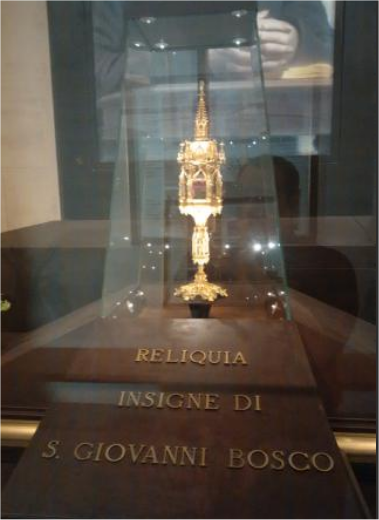 RELIQUIA
INSIGNE DI
S. GIOVANNI BOSCO